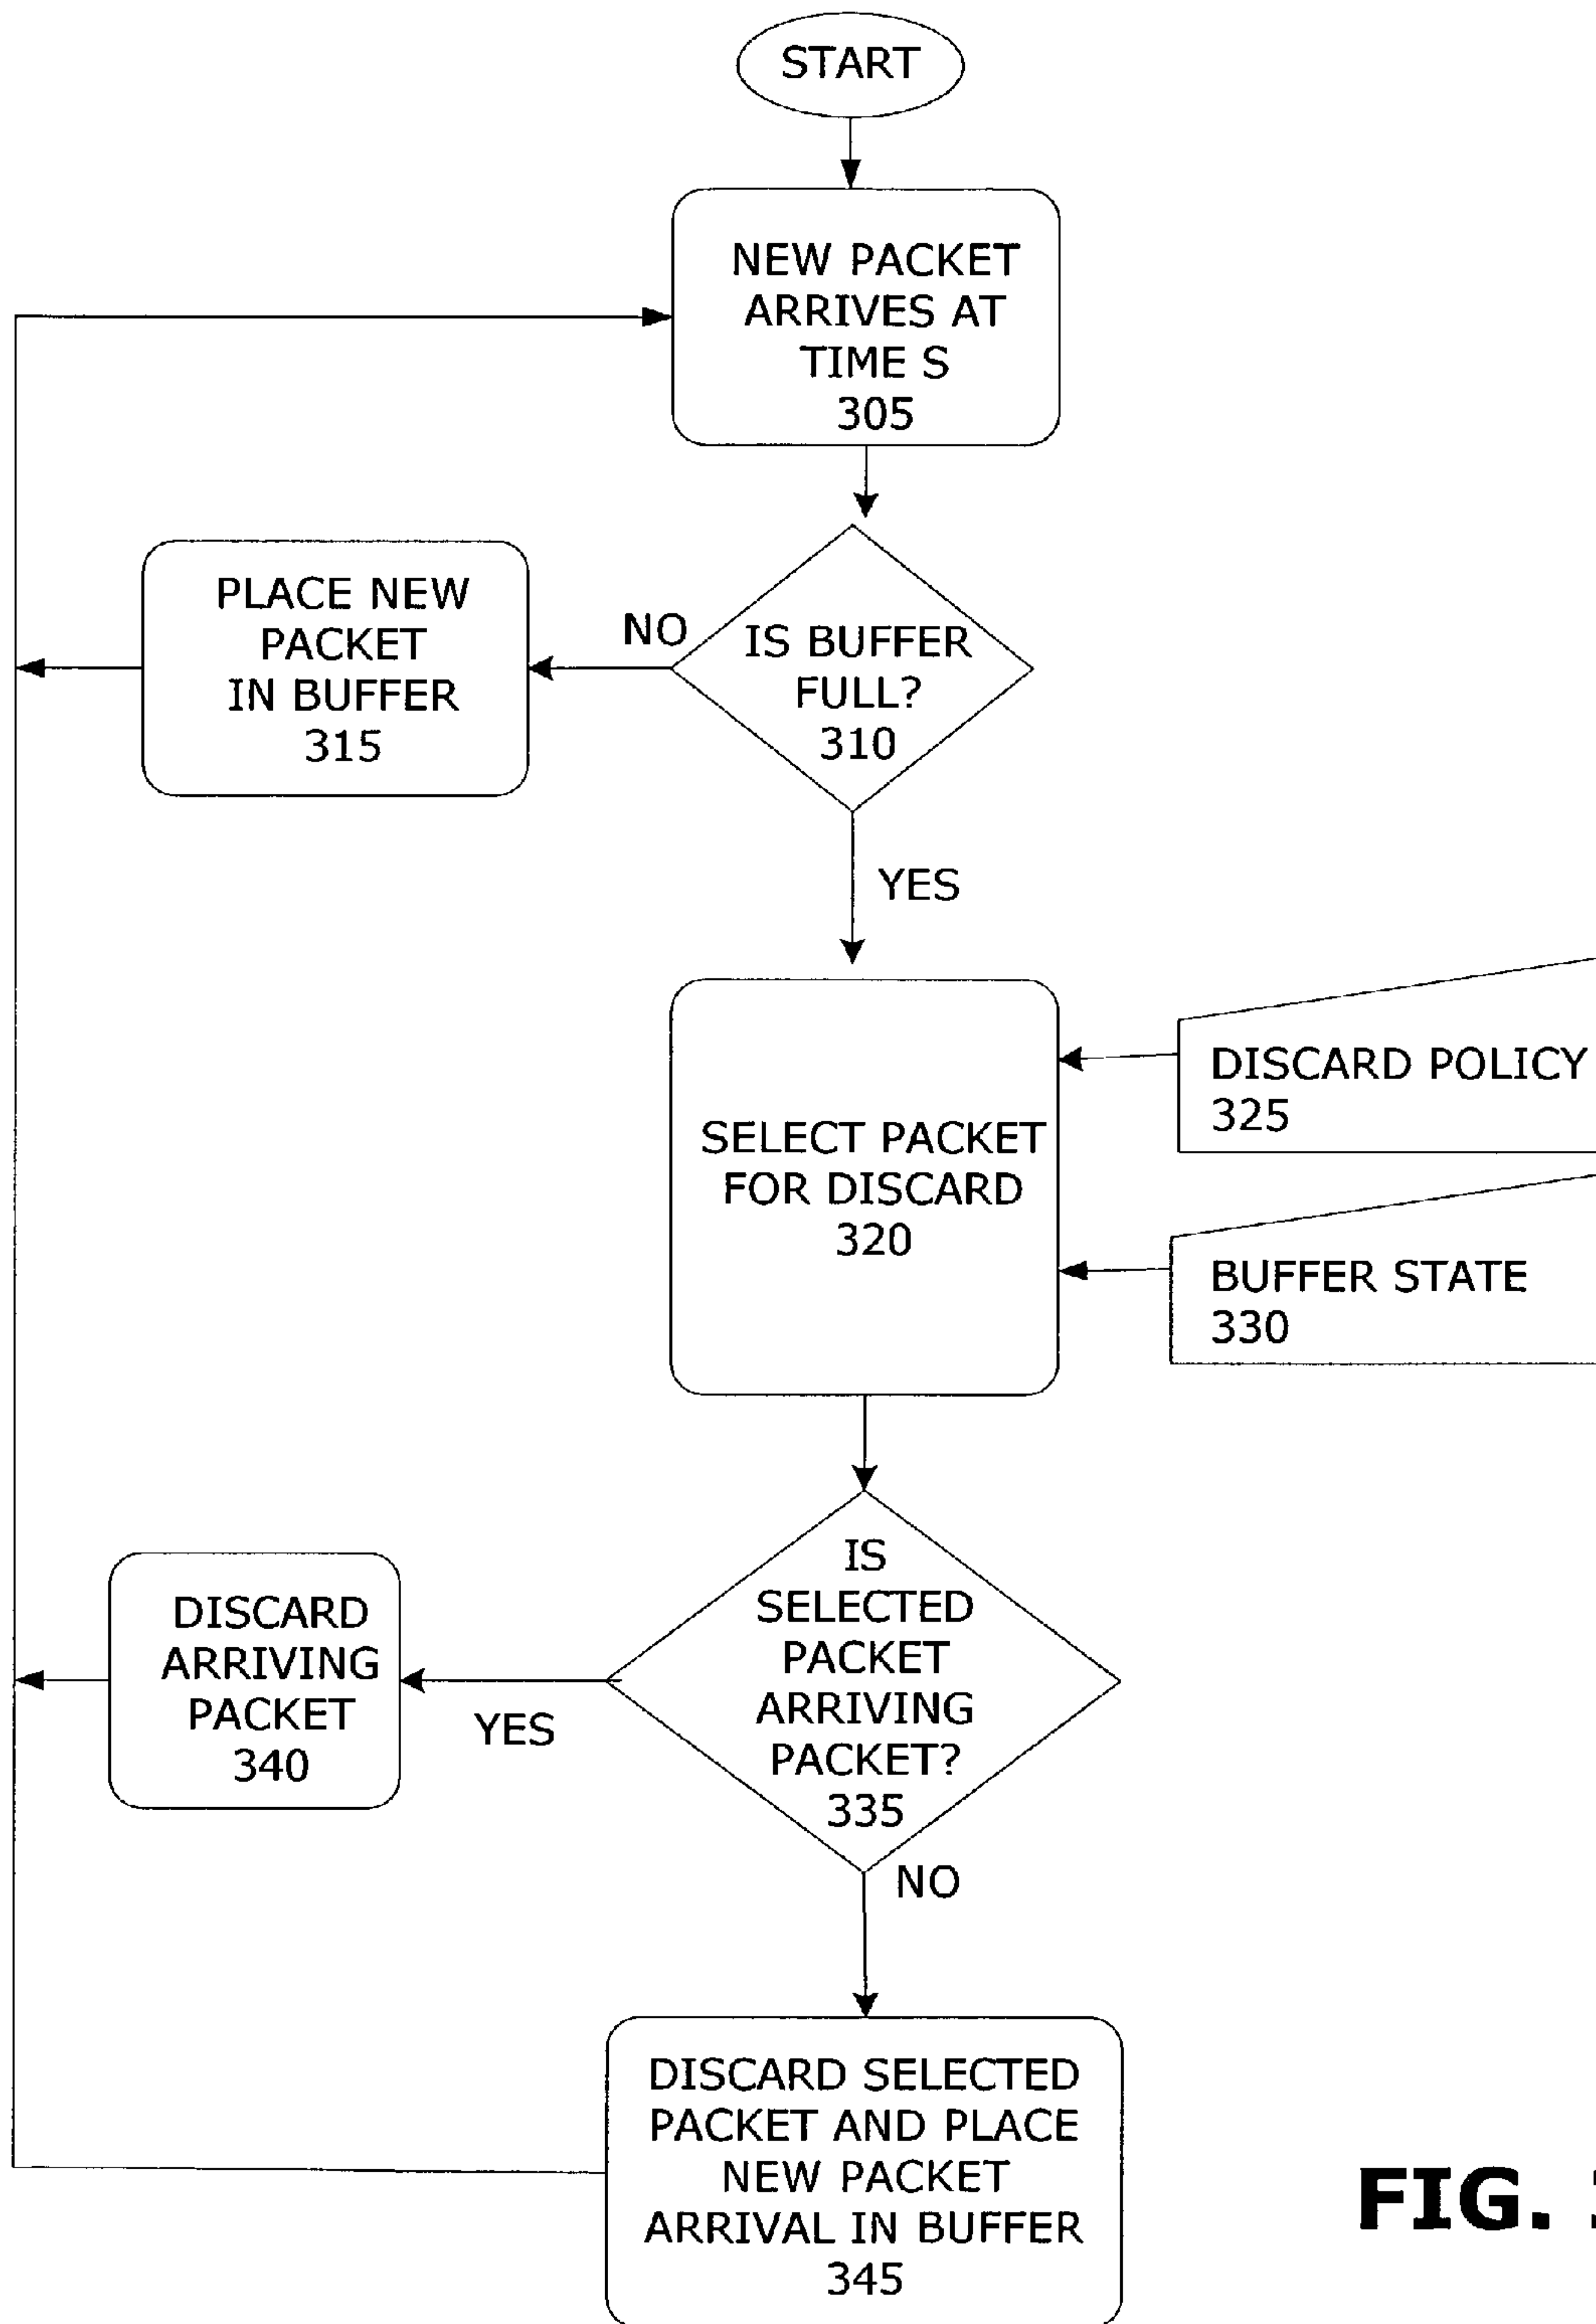 START
NEW PACKET
ARRIVES AT
TIME S
305
PLACE NEW
PACKET
IN BUFFER
315
NO
IS BUFFER
FULL?
310
YES
SELECT PACKET
FOR DISCARD
320
DISCARD POLICY
325
BUFFER STATE
330
IS
SELECTED
PACKET
ARRIVING
PACKET?
335
DISCARD
ARRIVING
PACKET
340
YES
NO
DISCARD SELECTED
PACKET AND PLACE
NEW PACKET
ARRIVAL IN BUFFER
345
FIG.